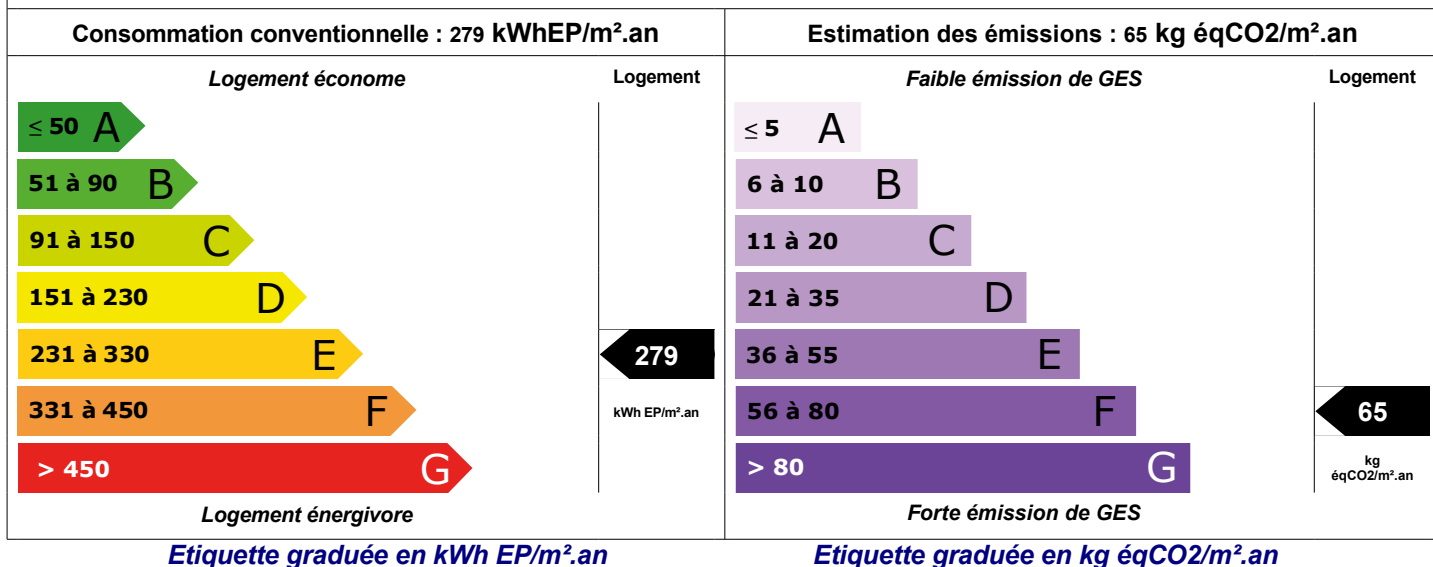 Consommation conventionnelle : 279 kWhEP/m².an
Logement économe
Logement
≤ 50 A
51 à 90 B
91 à 150 C
151 à 230 D
231 à 330 E
279
331 à 450 F
kWh EP/m².an
> 450 G
Logement énergivore
Etiquette graduée en kWh EP/m².an
Estimation des émissions : 65 kg éqCO2/m².an
Faible émission de GES
Logement
≤ 5 A
6 à 10 B
11 à 20 C
21 à 35 D
36 à 55 E
56 à 80 F
65
> 80 G
kg
éqCO2/m².an
Forte émission de GES
Etiquette graduée en kg éqCO2/m².an